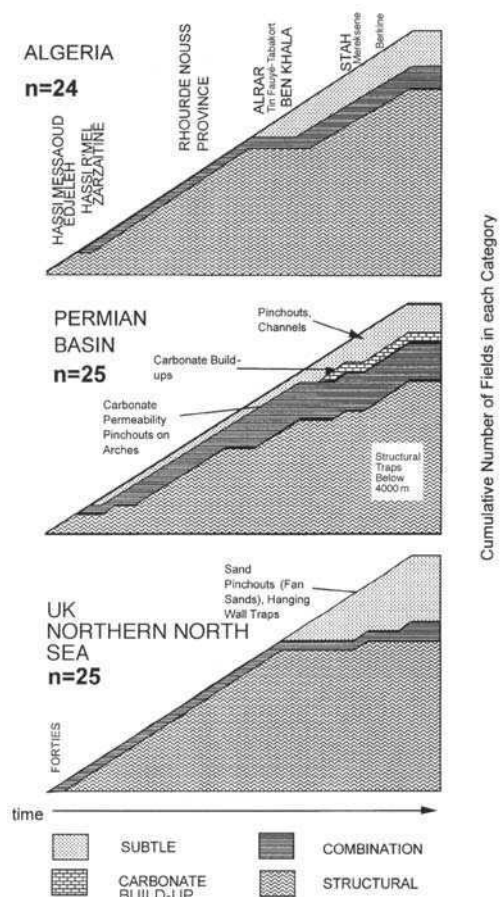 ALGERIA
n=24
HASSI MESSAOUD
EDJELEH
HASSI R'MEL
ZARZAITINE
RHOURDE NOUSS
PROVINCE
ALRAR
Tin Fauyé-Tabakort
BEN KHALA
STAH
Mereksene
Berkine
PERMIAN
BASIN
n=25
Pinchouts,
Channels
Carbonate Build-
ups
Carbonate
Permeability
Pinchouts on
Arches
Structural
Traps
Below
4000 m
UK
NORTHERN NORTH
SEA
n=25
Sand
Pinchouts (Fan
Sands), Hanging
Wall Traps
FORTIES
Cumulative Number of Fields in each Category
time
SUBTLE
COMBINATION
CARBONATE
BUILD-UP
STRUCTURAL